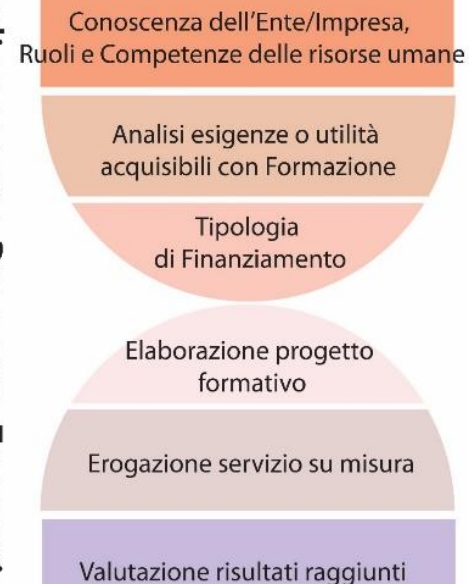 Conoscenza dell'Ente/Impresa,
Ruoli e Competenze delle risorse umane
Analisi esigenze o utilità
acquisibili con Formazione
Tipologia
di Finanziamento
Elaborazione progetto
formativo
Erogazione servizio su misura
Valutazione risultati raggiunti